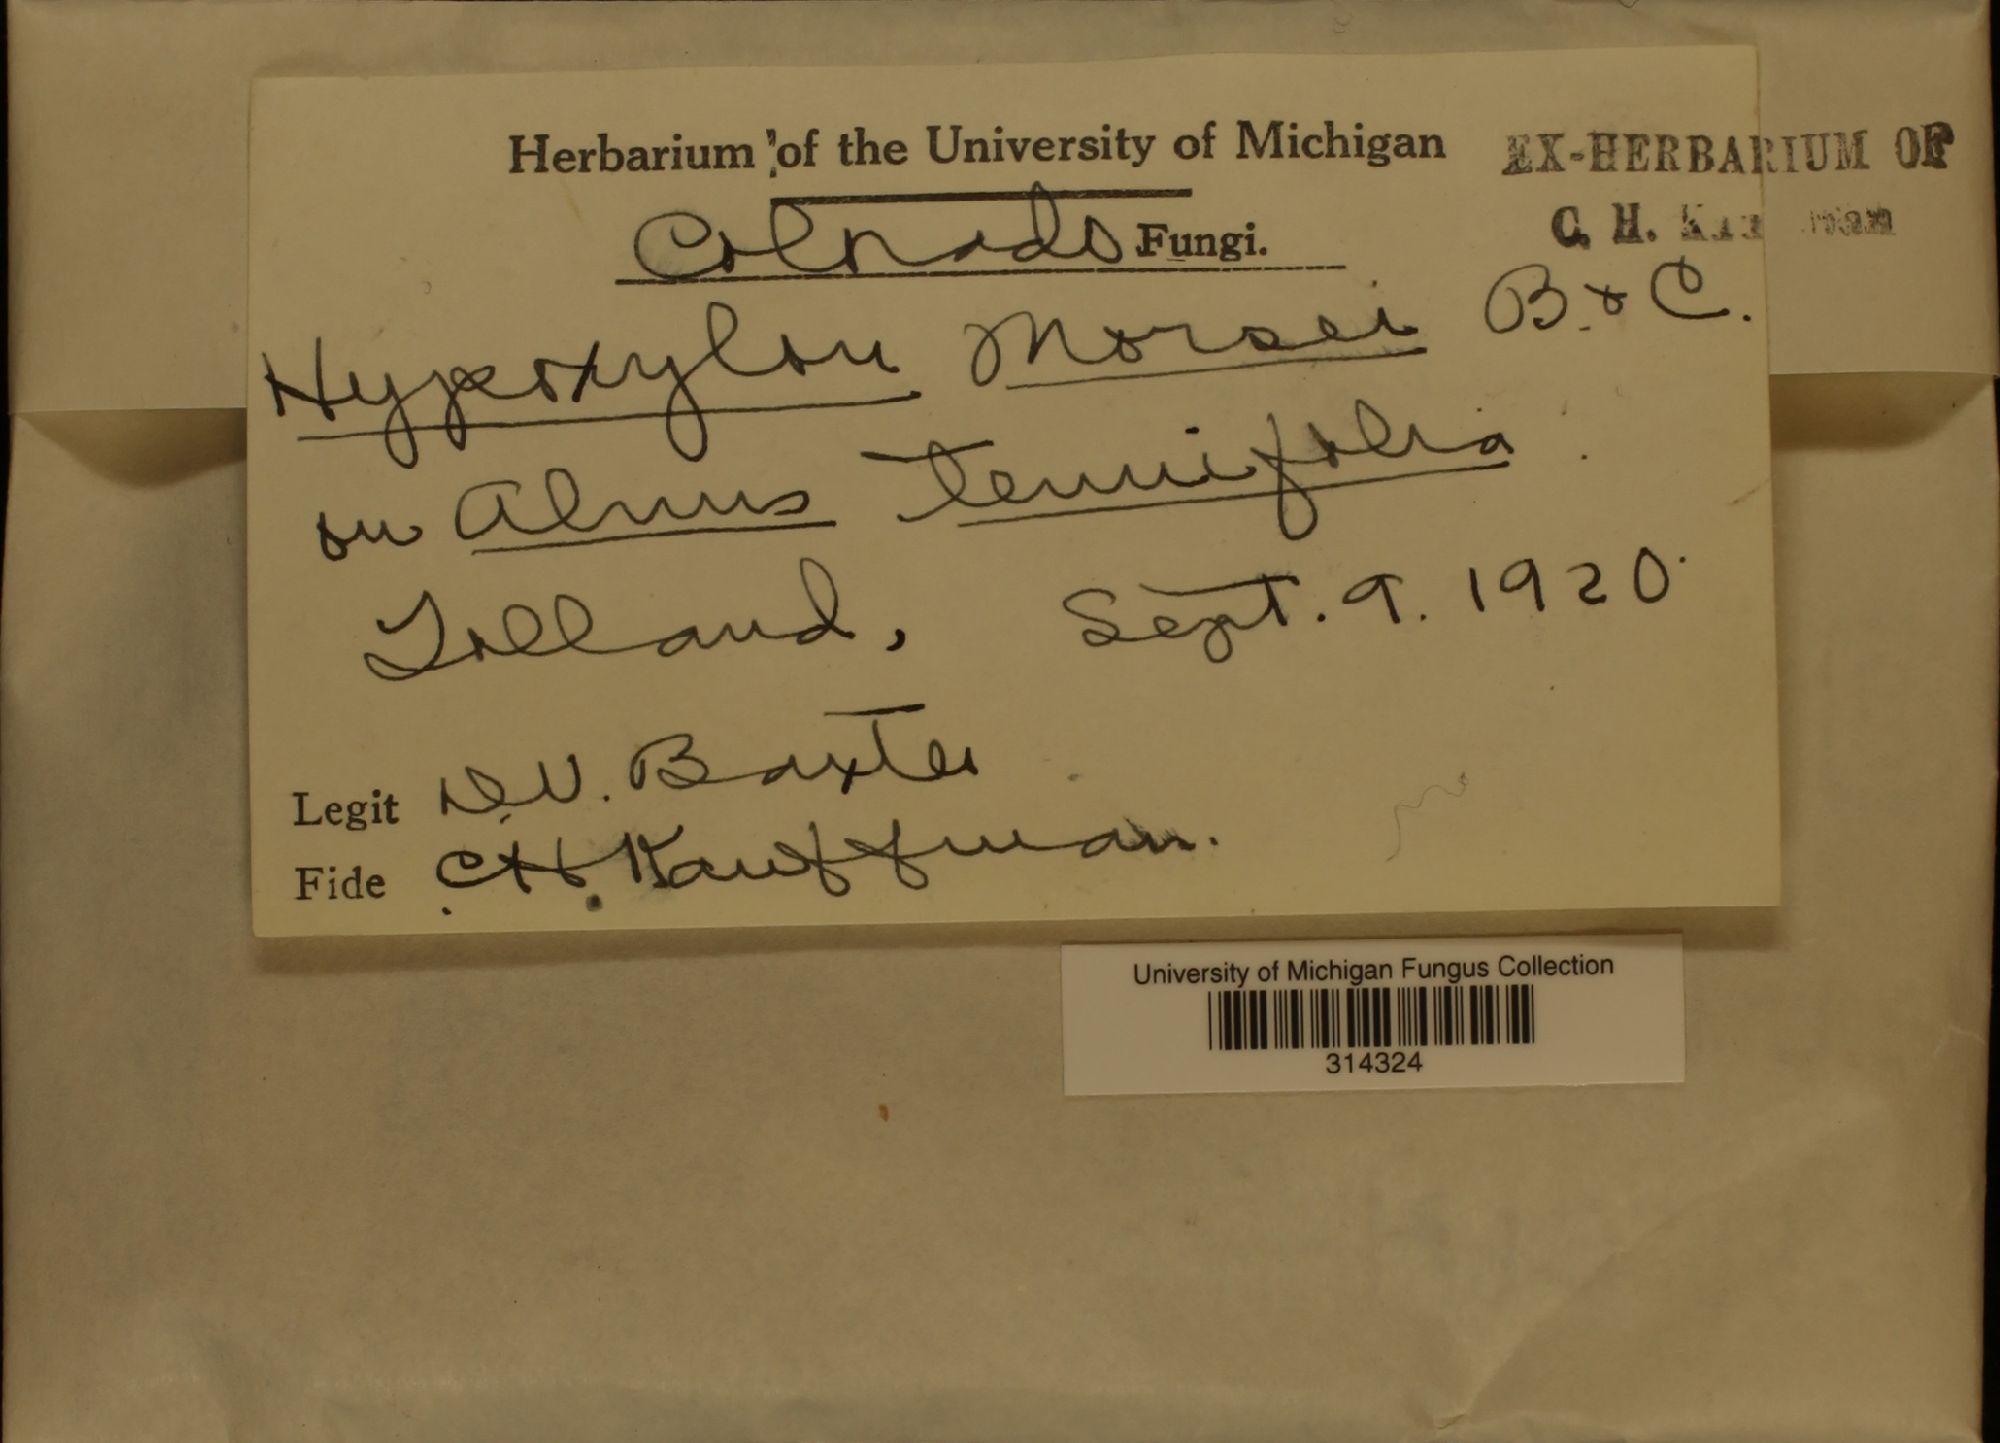 Herbarium of the University of Michigan
EX-HERBARIUM OF
C. H.
Colorado Fungi.
Hypoxylon Morsei B. & C.
on Alnus tenuifolia
Tolland, Sept. 9. 1920.
Legit D.V. Baxter
Fide C.H. Kauffman.
University of Michigan Fungus Collection
314324